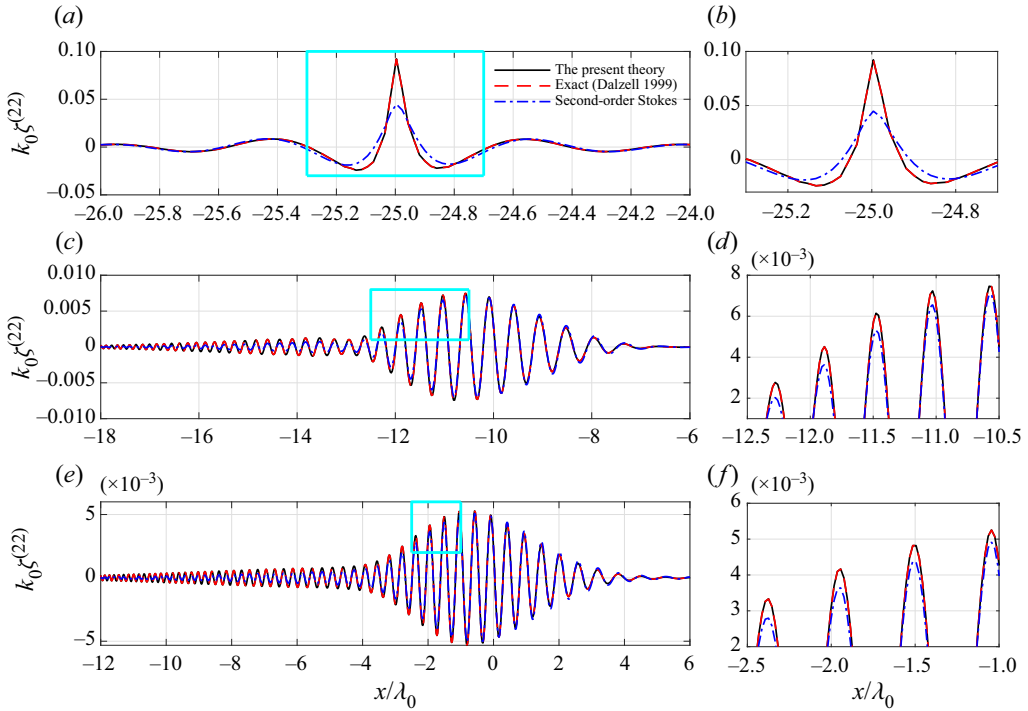 (a)
0.10
0.05
0
–0.05
k₀ζ⁽²²⁾
The present theory
Exact (Dalzell 1999)
Second-order Stokes
–26.0 –25.8 –25.6 –25.4 –25.2 –25.0 –24.8 –24.6 –24.4 –24.2 –24.0
(b)
0.10
0.05
0
–25.2 –25.0 –24.8
(c)
0.010
0.005
0
–0.005
–0.010
k₀ζ⁽²²⁾
–18 –16 –14 –12 –10 –8 –6
(d)
(×10⁻³)
8
6
4
2
–12.5 –12.0 –11.5 –11.0 –10.5
(e)
(×10⁻³)
5
0
–5
k₀ζ⁽²²⁾
–12 –10 –8 –6 –4 –2 0 2 4 6
x/λ₀
(f)
(×10⁻³)
6
5
4
3
2
–2.5 –2.0 –1.5 –1.0
x/λ₀